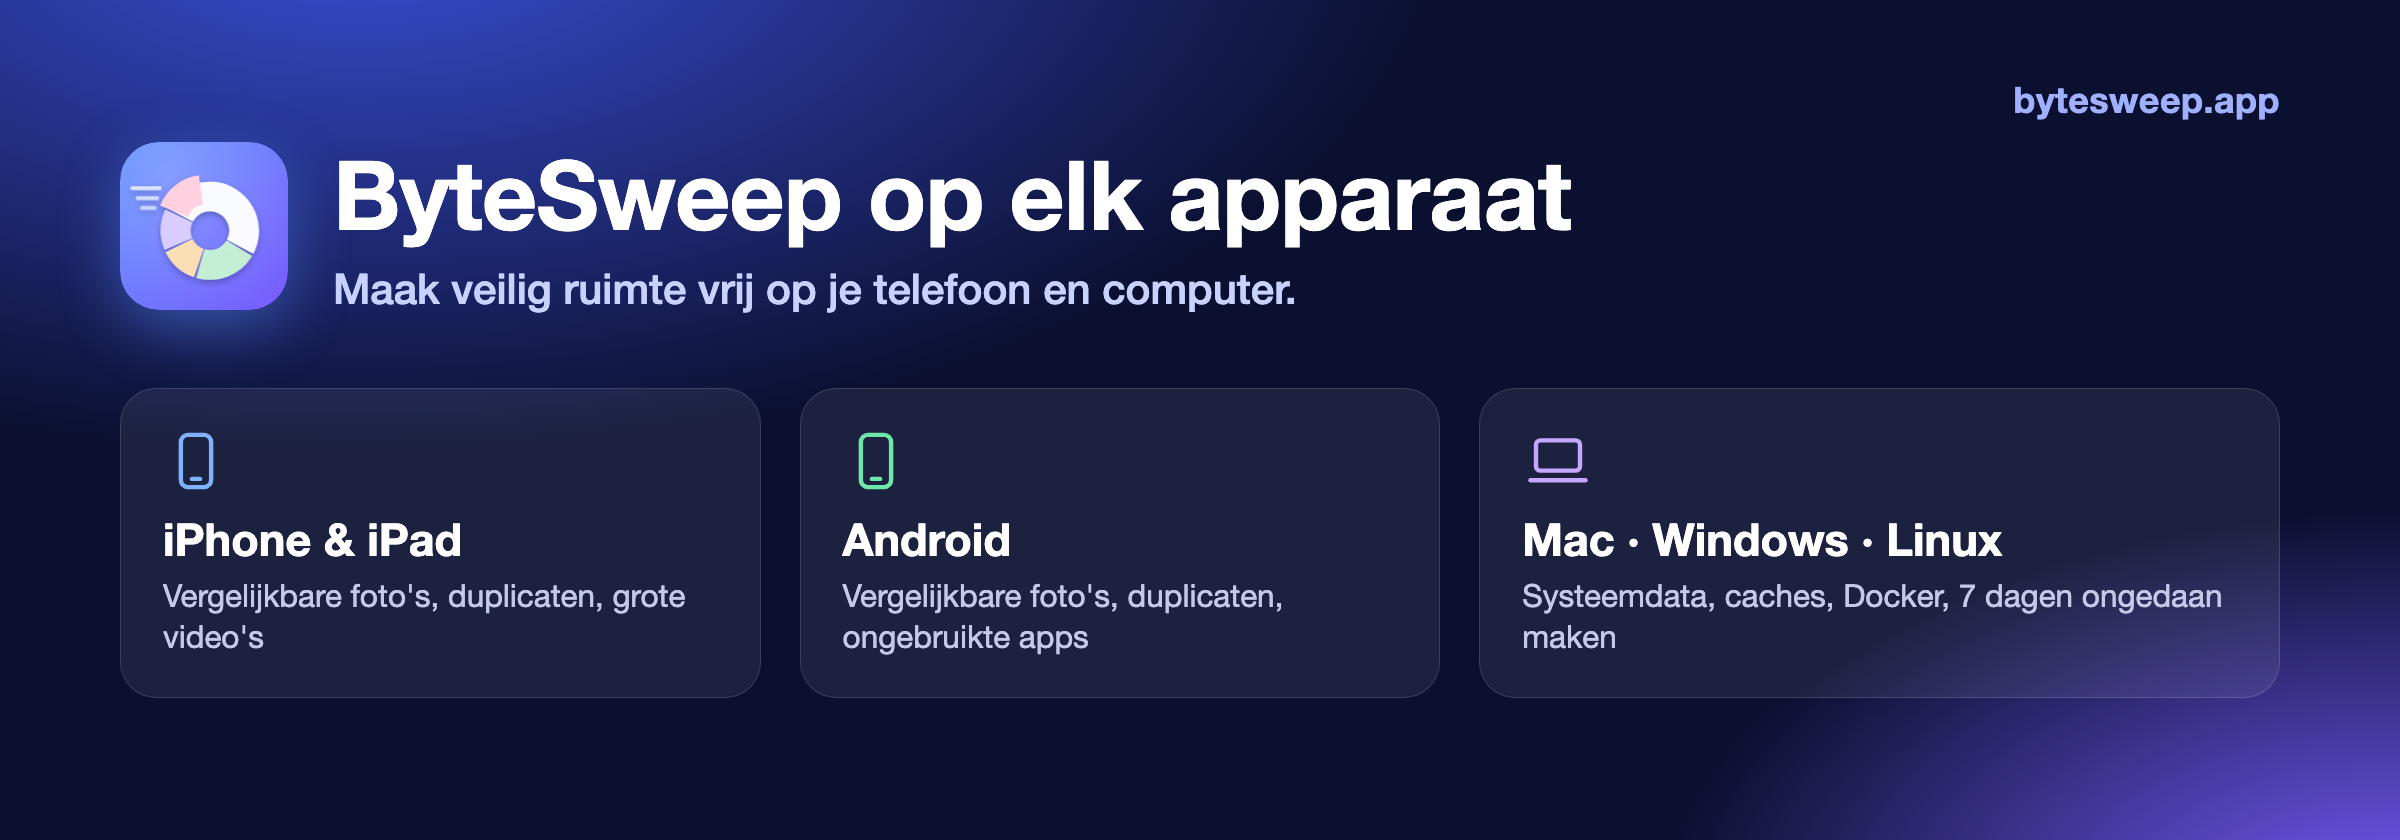 bytesweep.app
ByteSweep op elk apparaat
Maak veilig ruimte vrij op je telefoon en computer.
iPhone & iPad
Vergelijkbare foto's, duplicaten, grote
video's
Android
Vergelijkbare foto's, duplicaten,
ongebruikte apps
Mac · Windows · Linux
Systeemdata, caches, Docker, 7 dagen ongedaan
maken